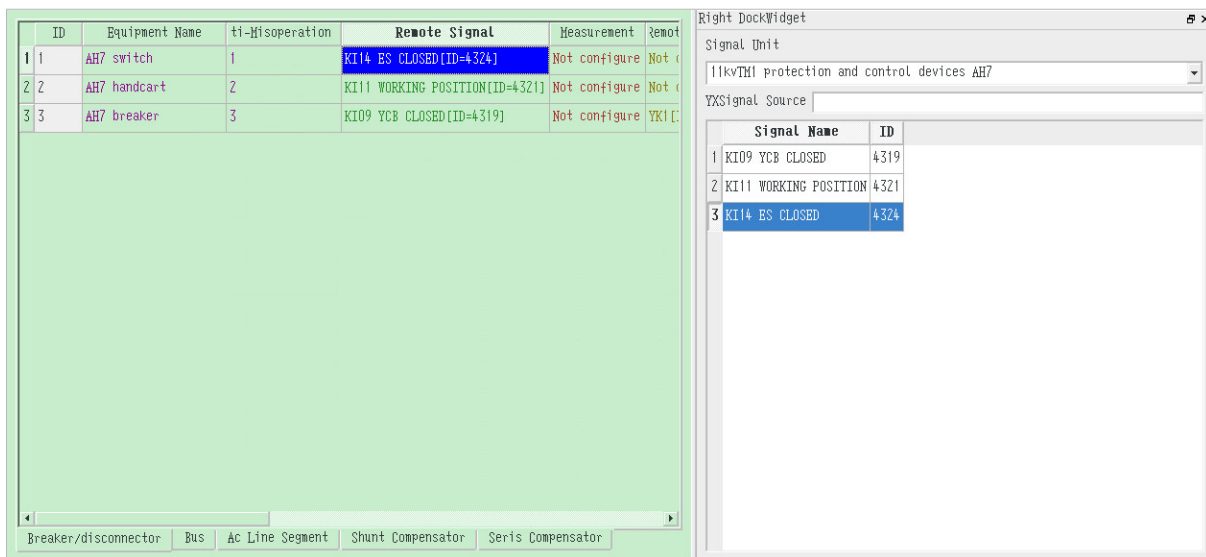 ID Equipment Name ti-Misoperation Remote Signal Measurement Remot
1 1 AH7 switch 1 KI14 ES CLOSED[ID=4324] Not configure Not c
2 2 AH7 handcart 2 KI11 WORKING POSITION[ID=4321] Not configure Not c
3 3 AH7 breaker 3 KI09 YCB CLOSED[ID=4319] Not configure YK1[
Breaker/disconnector Bus Ac Line Segment Shunt Compensator Seris Compensator
Right DockWidget
Signal Unit
11kvTM1 protection and control devices AH7
YXSignal Source
Signal Name ID
1 KI09 YCB CLOSED 4319
2 KI11 WORKING POSITION 4321
3 KI14 ES CLOSED 4324